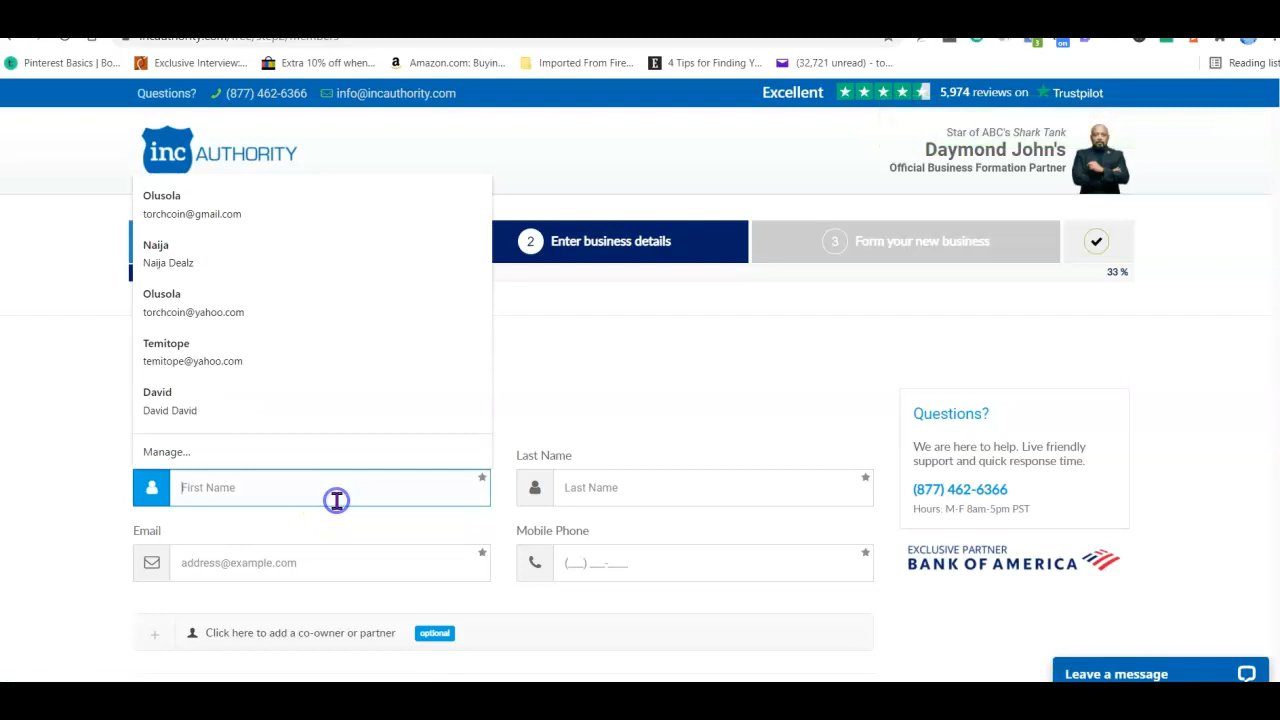 Pinterest Basics | Bo... Exclusive Interview:... Extra 10% off when... Amazon.com: Buyin... Imported From Fire... 4 Tips for Finding Y... (32,721 unread) - to... Reading list
3 on
Questions? (877) 462-6366 info@incauthority.com Excellent 5,974 reviews on Trustpilot
inc AUTHORITY
Star of ABC's Shark Tank
Daymond John's
Official Business Formation Partner
Olusola
torchcoin@gmail.com
Naija
Naija Dealz
Olusola
torchcoin@yahoo.com
Temitope
temitope@yahoo.com
David
David David
Manage...
2 Enter business details
3 Form your new business
33 %
First Name
Last Name
Last Name
Email
address@example.com
Mobile Phone
(___) ___-____
+ Click here to add a co-owner or partner optional
Questions?
We are here to help. Live friendly
support and quick response time.
(877) 462-6366
Hours. M-F 8am-5pm PST
EXCLUSIVE PARTNER
BANK OF AMERICA
Leave a message